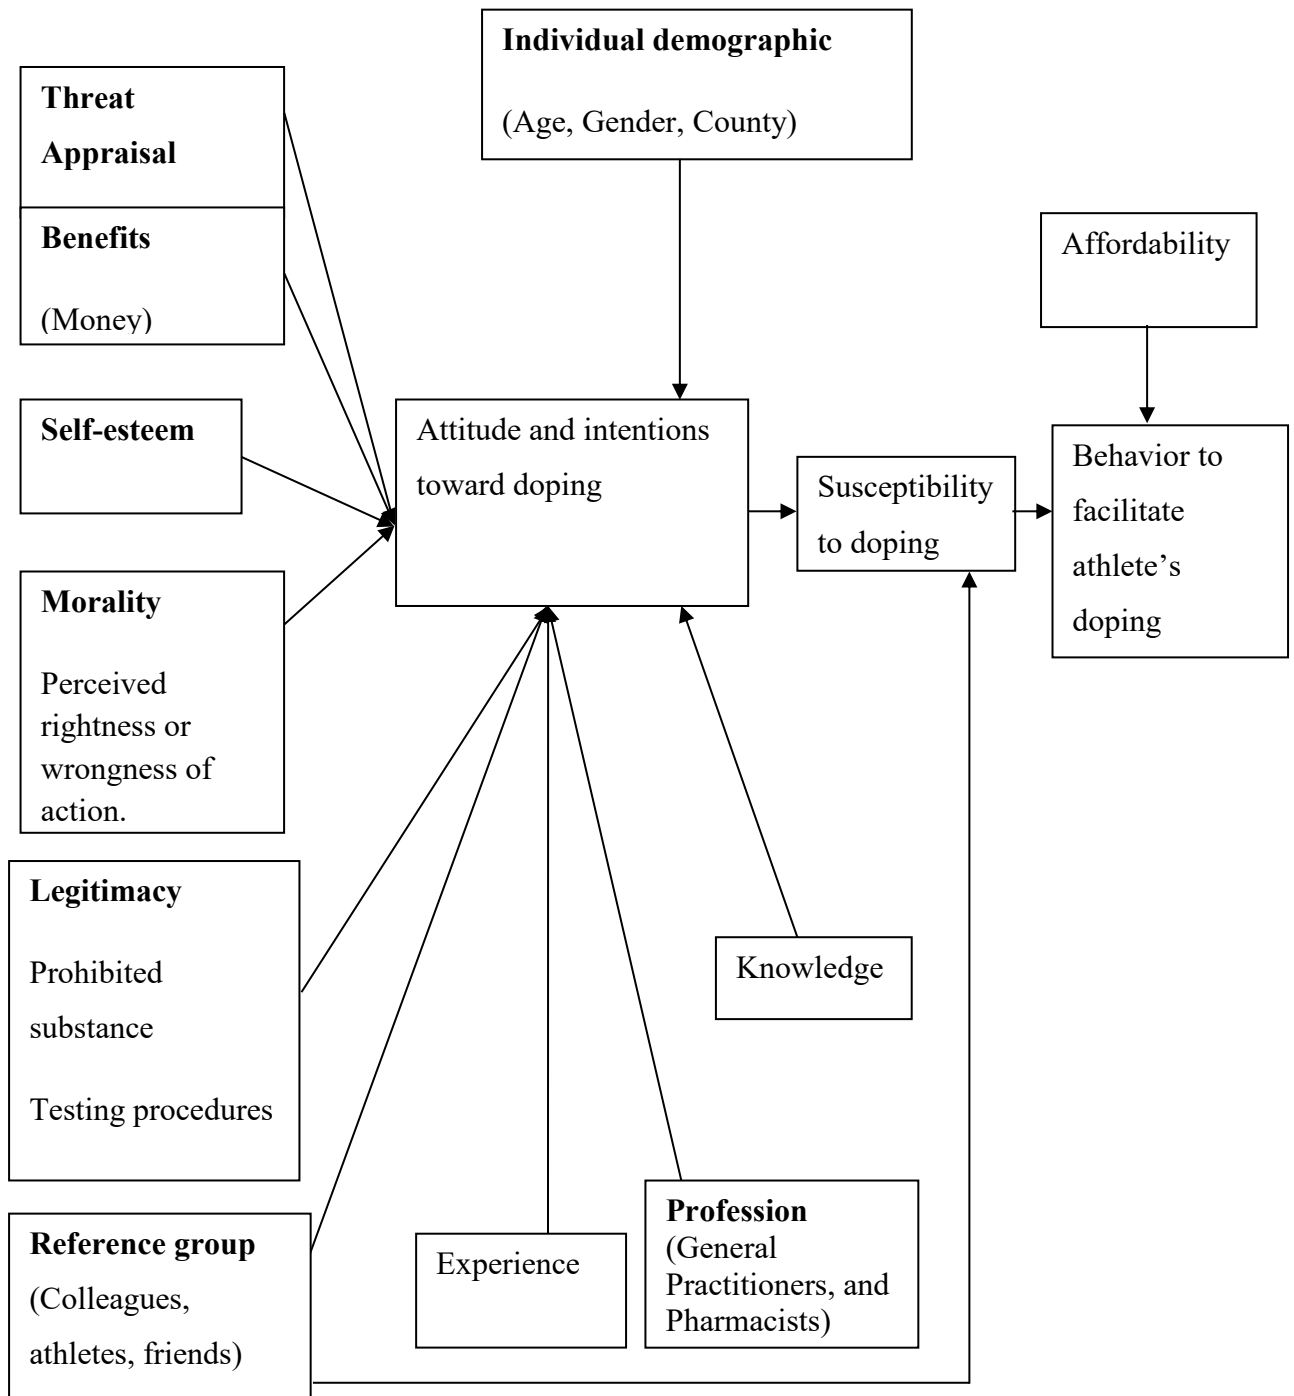 Individual demographic
(Age, Gender, County)
Threat
Appraisal
Benefits
(Money)
Affordability
Self-esteem
Attitude and intentions
toward doping
Susceptibility
to doping
Behavior to
facilitate
athlete’s
doping
Morality
Perceived
rightness or
wrongness of
action.
Legitimacy
Prohibited
substance
Testing procedures
Knowledge
Reference group
(Colleagues,
athletes, friends)
Experience
Profession
(General
Practitioners, and
Pharmacists)